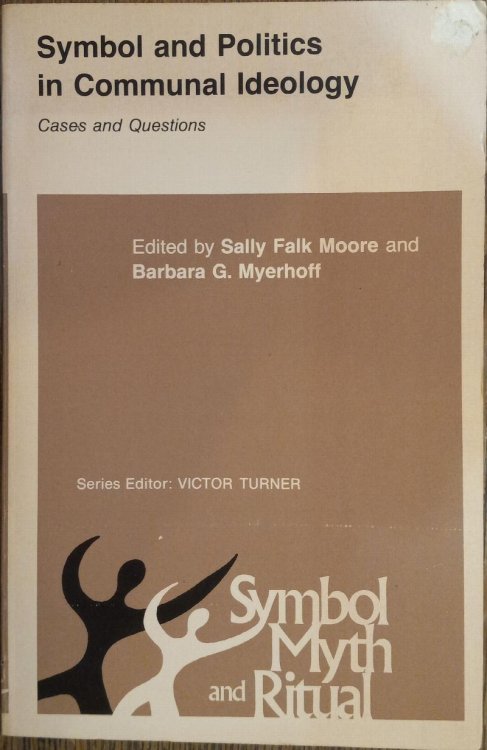 Symbol and Politics
in Communal Ideology
Cases and Questions
Edited by Sally Falk Moore and
Barbara G. Myerhoff
Series Editor: VICTOR TURNER
Symbol
Myth
and Ritual